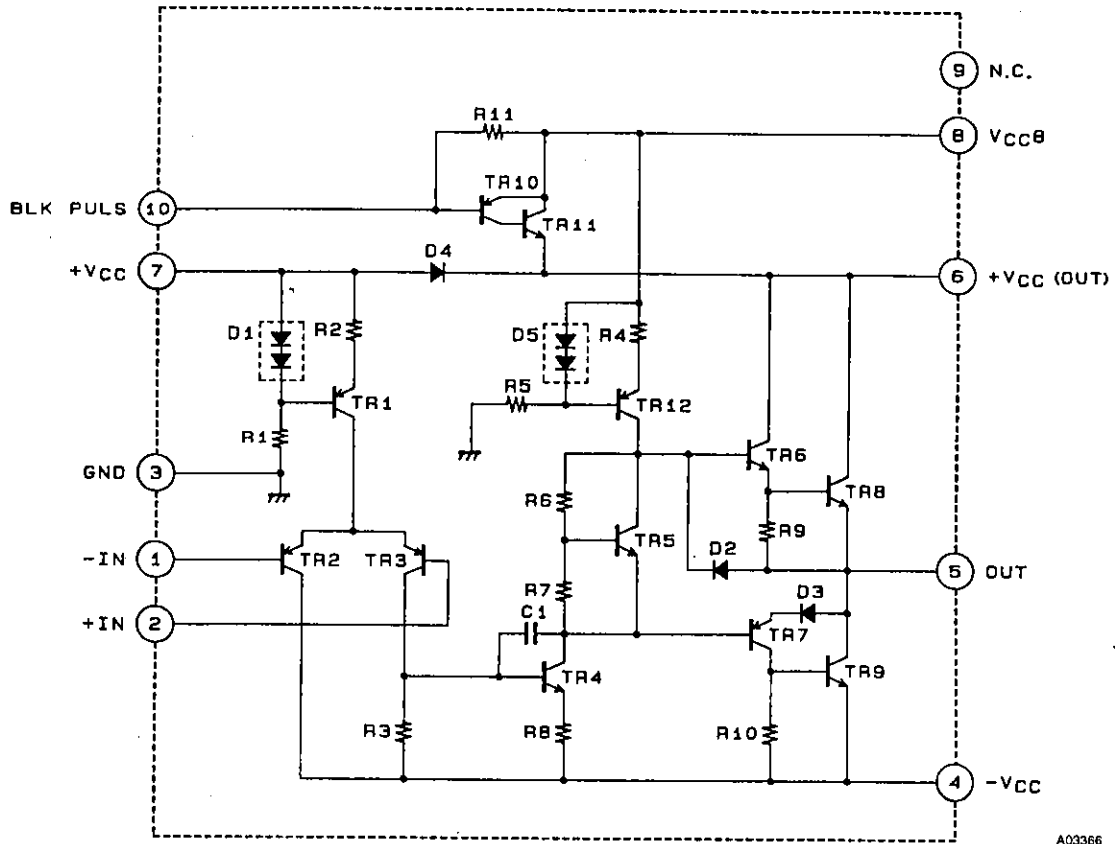 9 N.C.
R11
8 VCC8
TR10
BLK PULS 10
TR11
D4
+VCC 7
6 +VCC (OUT)
D1
R2
D5
R4
R5
TR1
TR12
R1
GND 3
TR6
R6
TR8
-IN 1
TR2
TR3
TR5
R9
D2
5 OUT
R7
D3
+IN 2
C1
TR7
TR4
TR9
R3
R8
R10
4 -VCC
A03366